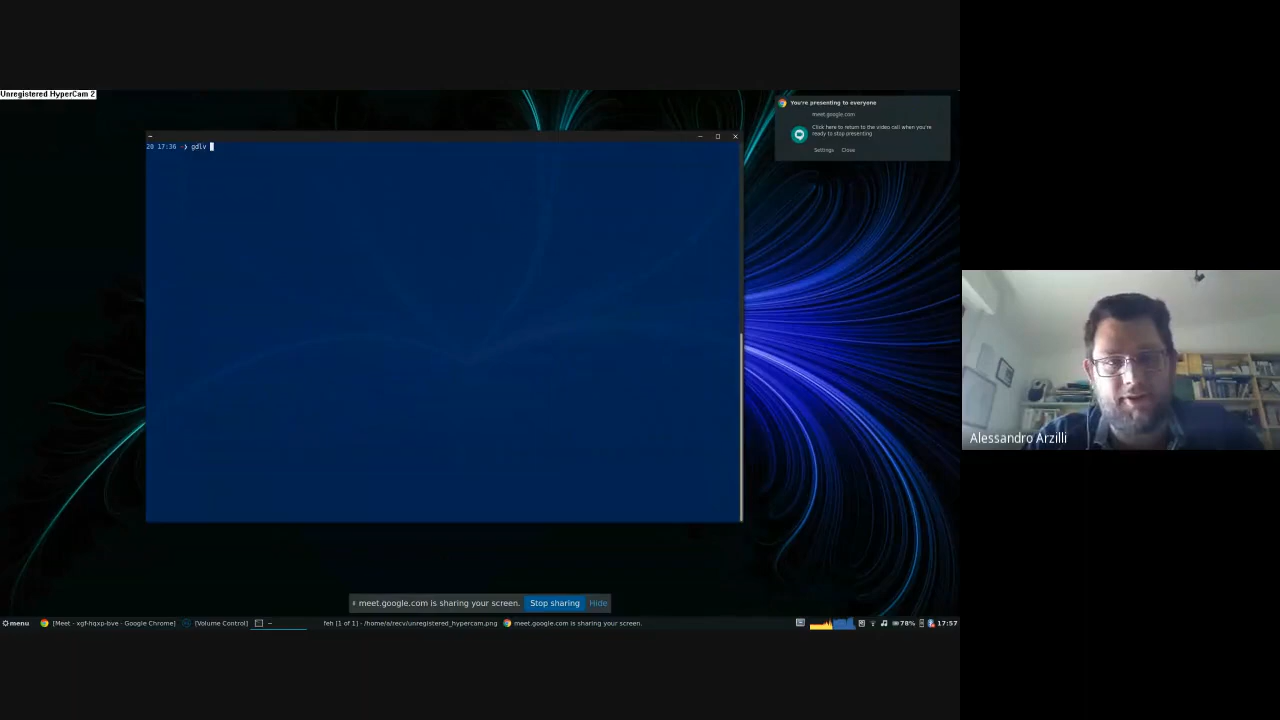 Unregistered HyperCam 2
You're presenting to everyone
meet.google.com
Click here to return to the video call when you're
ready to stop presenting
Settings Close
~
20 17:36 ~❯ gdlv
Alessandro Arzilli
meet.google.com is sharing your screen. Stop sharing Hide
menu [Meet - xgf-hqxp-bve - Google Chrome] [Volume Control] ~ feh [1 of 1] - /home/a/recv/unregistered_hypercam.png meet.google.com is sharing your screen. 78% 17:57